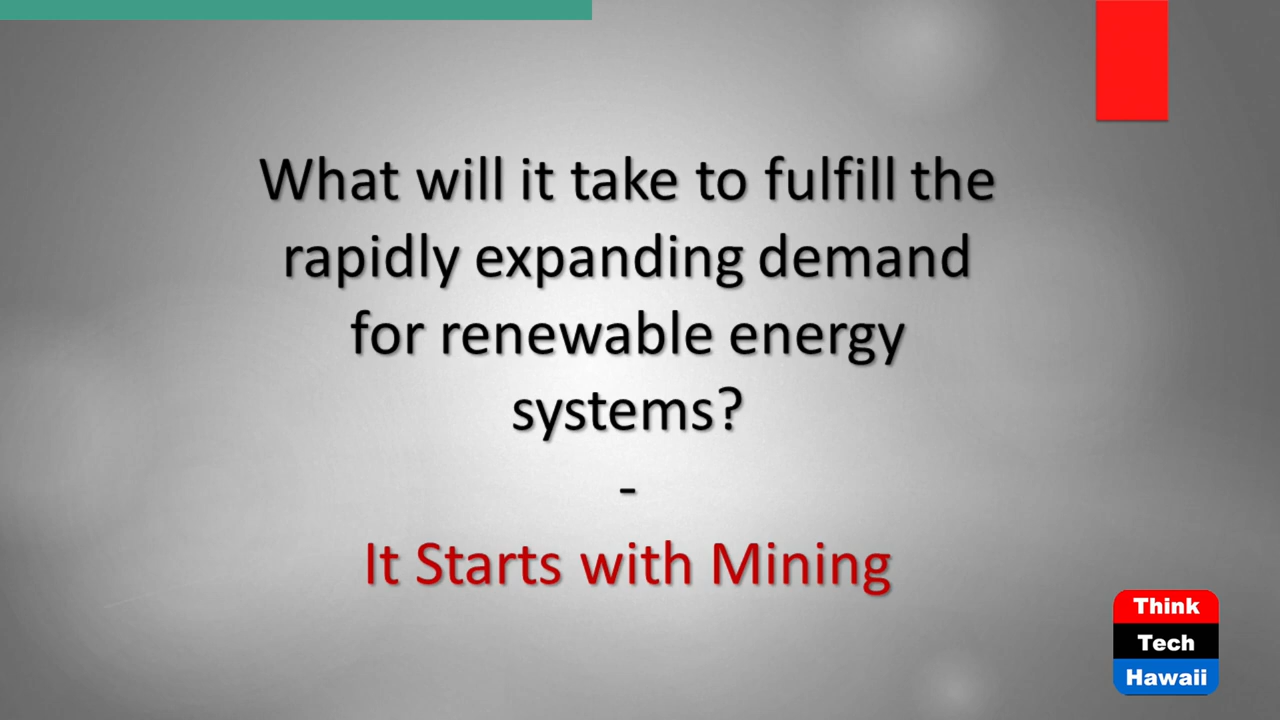 What will it take to fulfill the
rapidly expanding demand
for renewable energy
systems?
-
It Starts with Mining
Think
Tech
Hawaii